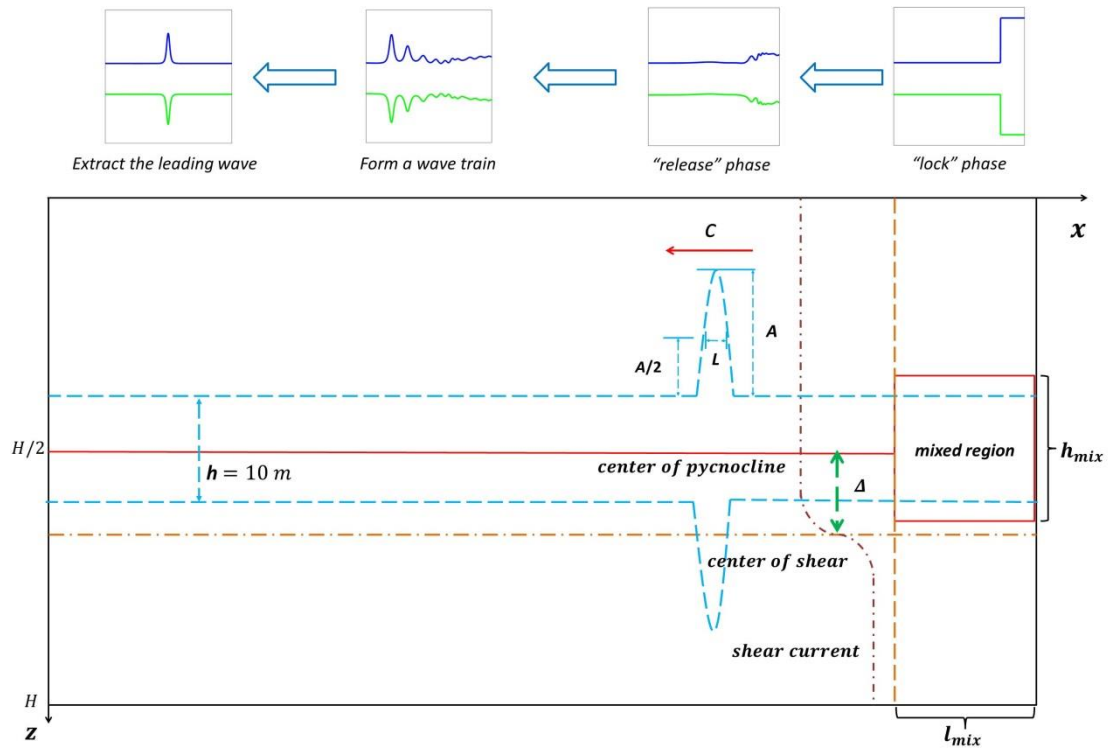 Extract the leading wave
Form a wave train
“release” phase
“lock” phase
x
C
A
A/2
L
H/2
h = 10 m
center of pycnocline
Δ
mixed region
h_mix
center of shear
shear current
H
z
l_mix